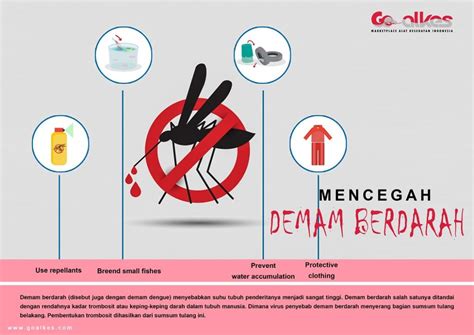 Go alkes
MARKETPLACE ALAT KESEHATAN INDONESIA
MENCEGAH
DEMAM BERDARAH
Use repellants
Breend small fishes
Prevent
water accumulation
Protective
clothing
Demam berdarah (disebut juga dengan demam dengue) menyebabkan suhu tubuh penderitanya menjadi sangat tinggi. Demam berdarah salah satunya ditandai
dengan rendahnya kadar trombosit atau keping-keping darah dalam tubuh manusia. Dimana virus penyebab demam berdarah menyerang bagian sumsum tulang
belakang. Pembentukan trombosit dihasilkan dari sumsum tulang ini.
www.goalkes.com